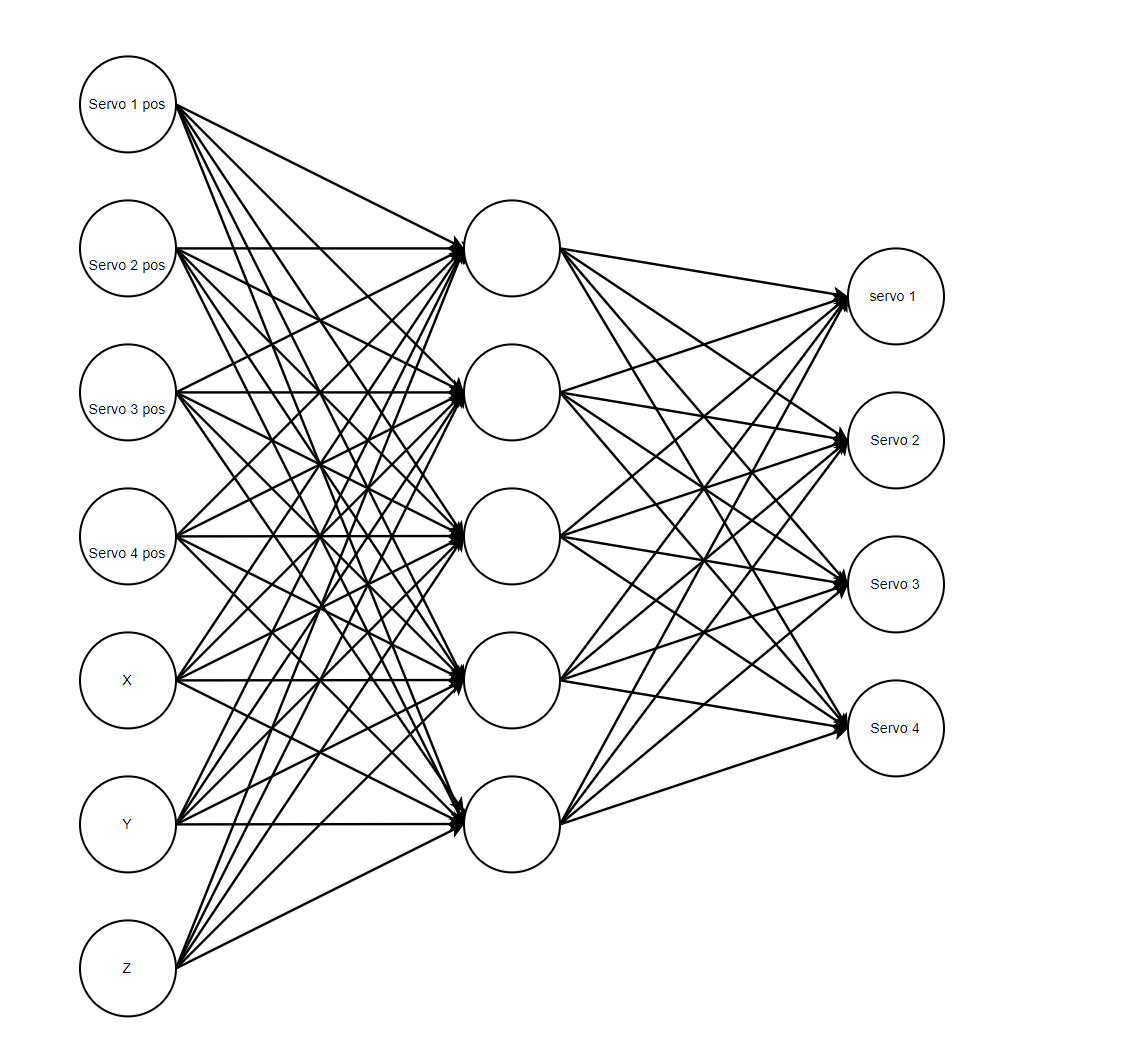 Servo 1 pos
Servo 2 pos
Servo 3 pos
Servo 4 pos
X
Y
Z
servo 1
Servo 2
Servo 3
Servo 4